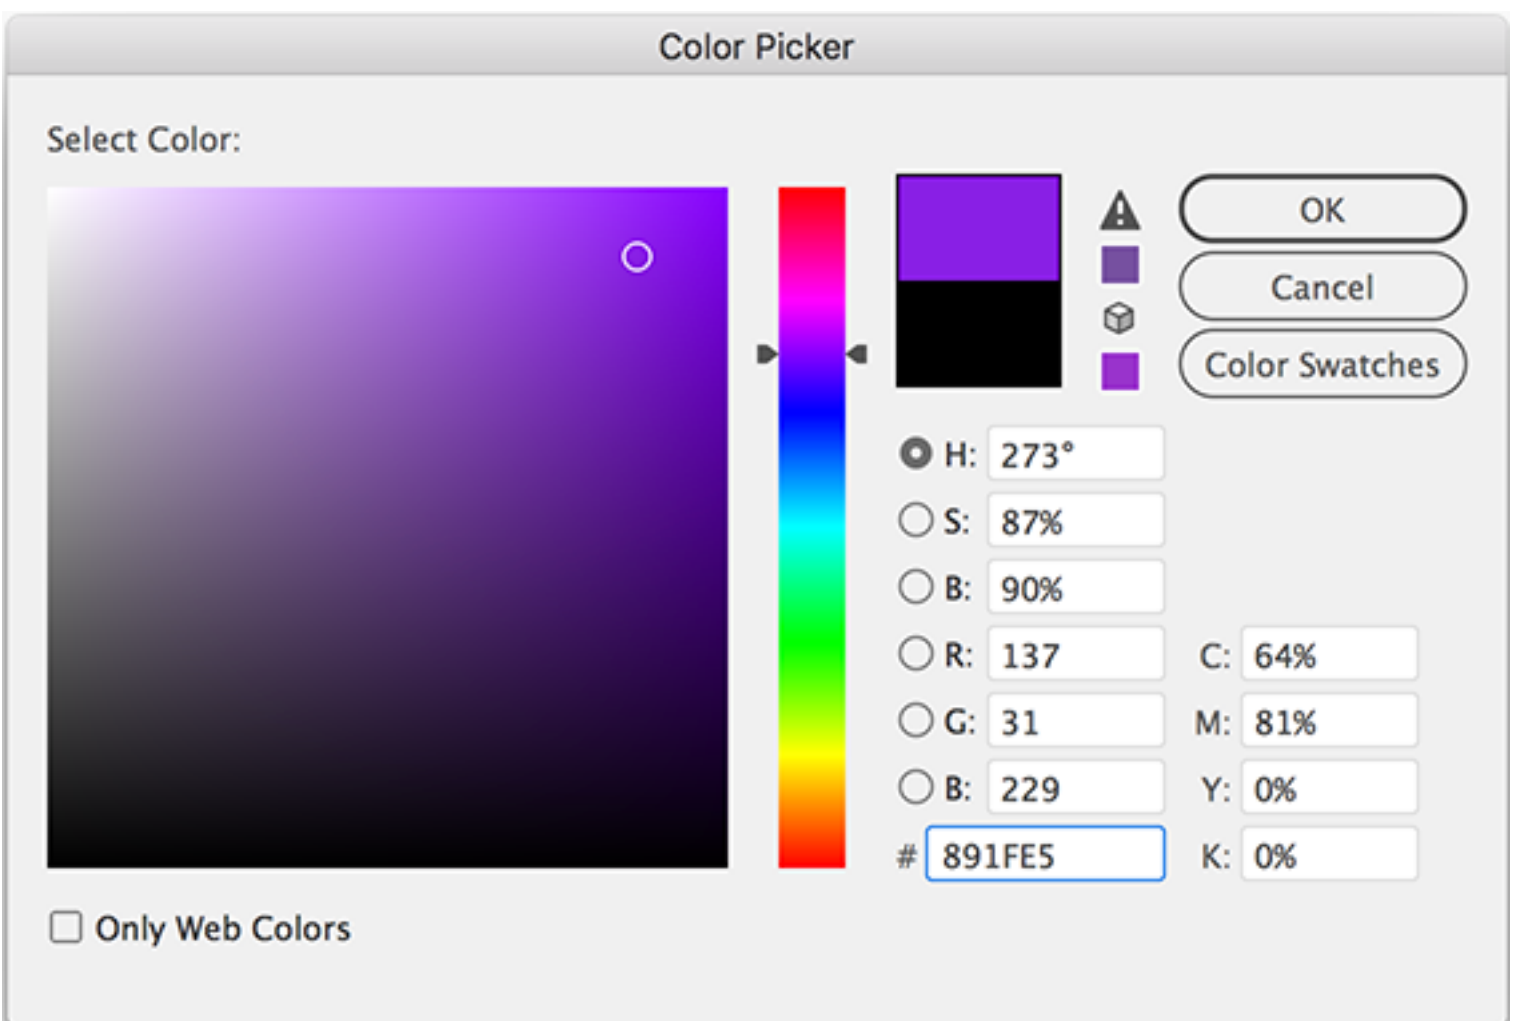 Color Picker
Select Color:
OK
Cancel
Color Swatches
H: 273°
S: 87%
B: 90%
R: 137
G: 31
B: 229
# 891FE5
C: 64%
M: 81%
Y: 0%
K: 0%
Only Web Colors